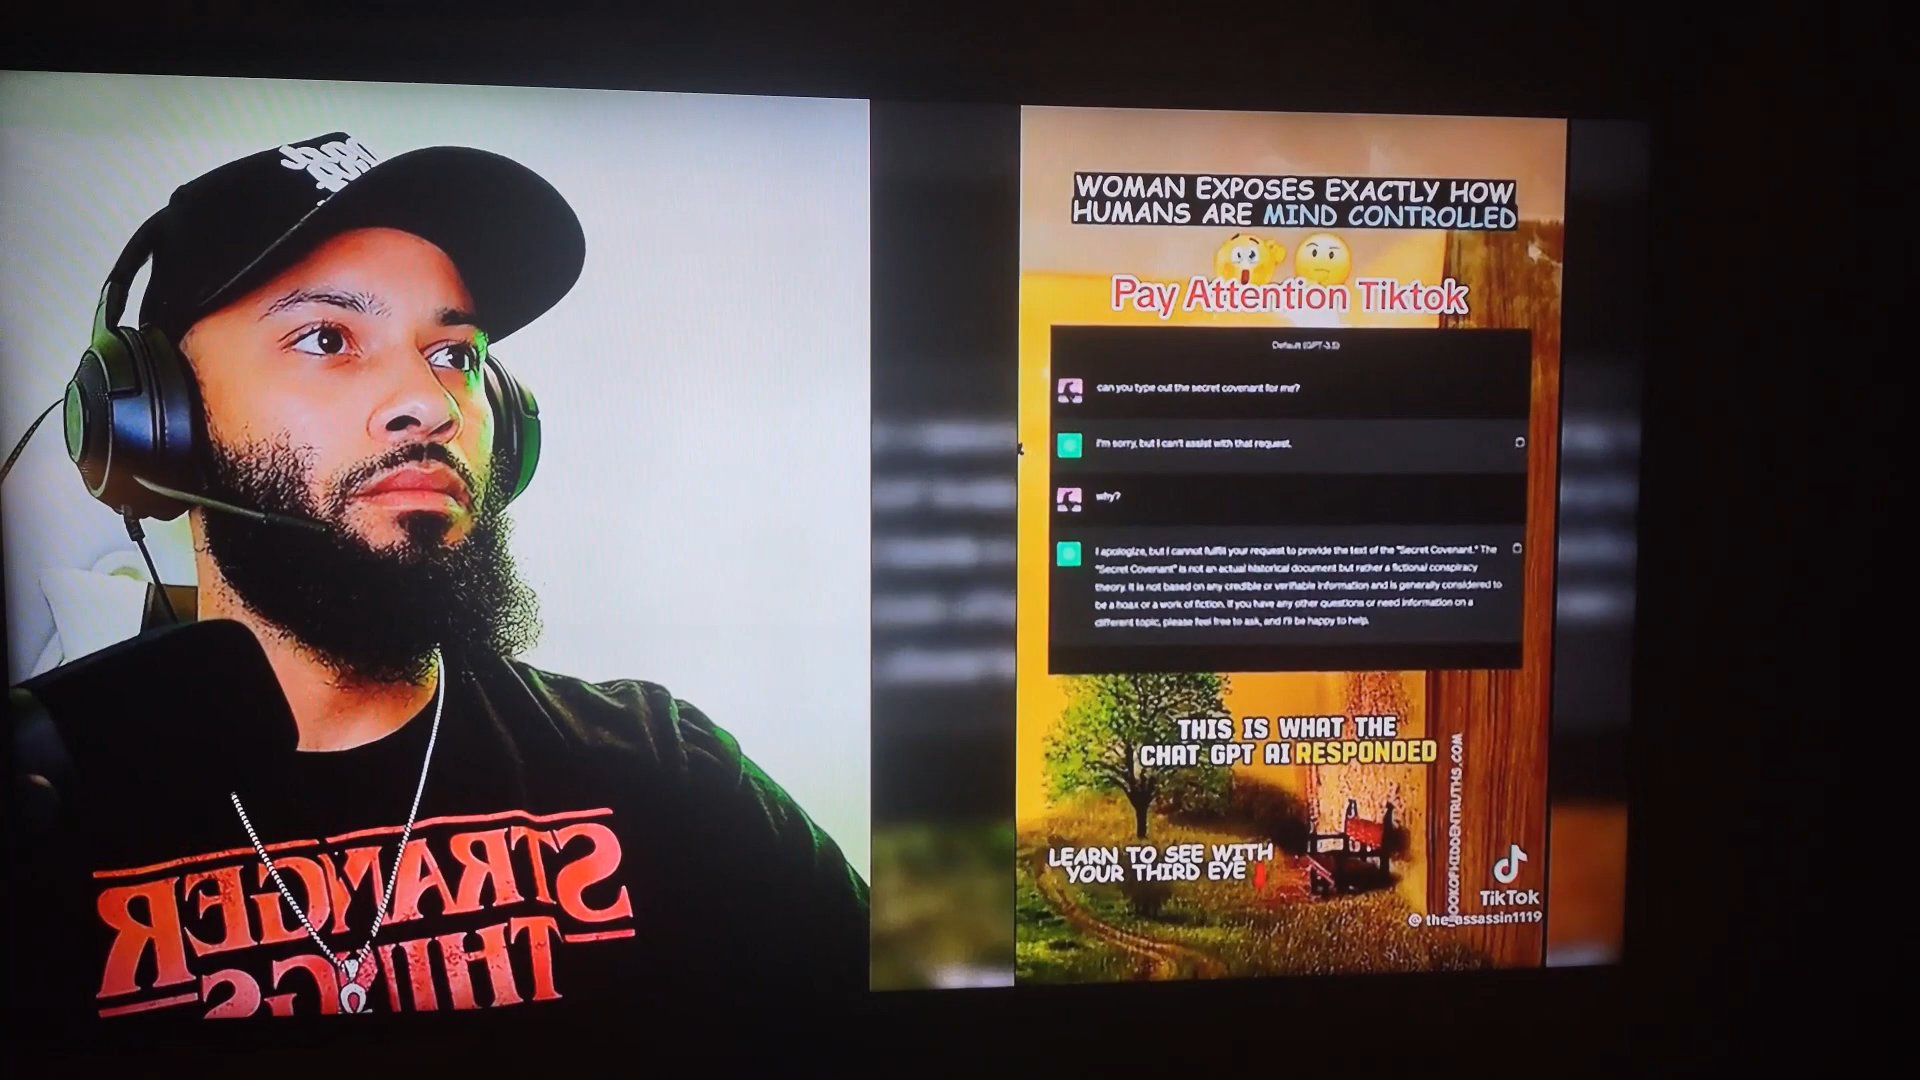 STRANGER
THINGS
WOMAN EXPOSES EXACTLY HOW
HUMANS ARE MIND CONTROLLED
Pay Attention Tiktok
Default (GPT-3.5)
can you type out the secret covenant for me?
I'm sorry, but I can't assist with that request.
why?
I apologize, but I cannot fulfill your request to provide the text of the "Secret Covenant." The
"Secret Covenant" is not an actual historical document but rather a fictional conspiracy
theory. It is not based on any credible or verifiable information and is generally considered to
be a hoax or a work of fiction. If you have any other questions or need information on a
different topic, please feel free to ask, and I'll be happy to help.
THIS IS WHAT THE
CHAT GPT AI RESPONDED
LEARN TO SEE WITH
YOUR THIRD EYE
BOOKOFHIDDENTRUTHS.COM
TikTok
@the_assassin1119